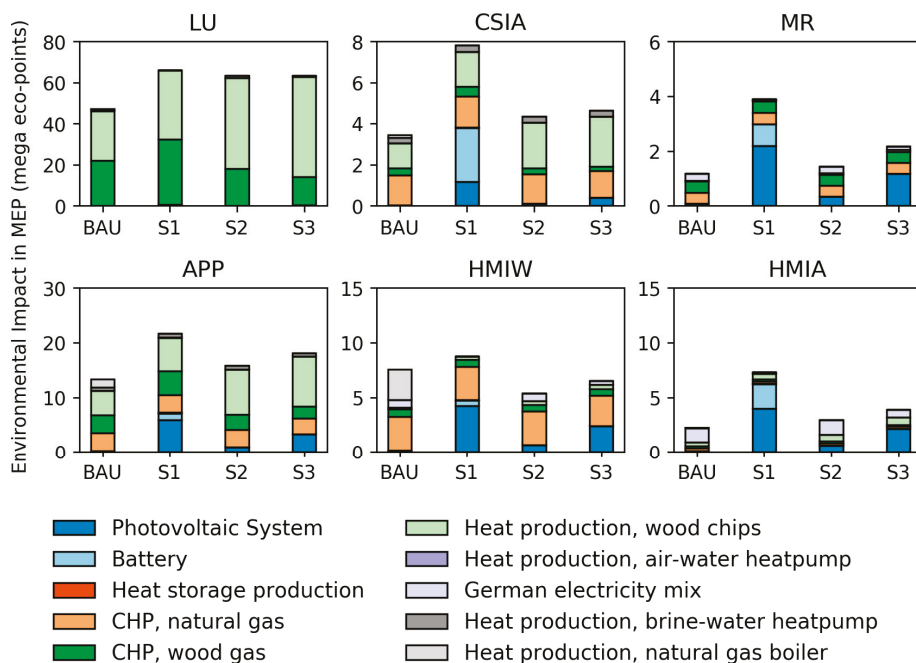 LU CSIA MR
80 8 6
60 6
40 4 4
20 2 2
0 0 0
BAU S1 S2 S3 BAU S1 S2 S3 BAU S1 S2 S3
Environmental Impact in MEP (mega eco-points)
APP HMIW HMIA
30 15 15
20 10 10
10 5 5
0 0 0
BAU S1 S2 S3 BAU S1 S2 S3 BAU S1 S2 S3
Photovoltaic System
Battery
Heat storage production
CHP, natural gas
CHP, wood gas
Heat production, wood chips
Heat production, air-water heatpump
German electricity mix
Heat production, brine-water heatpump
Heat production, natural gas boiler